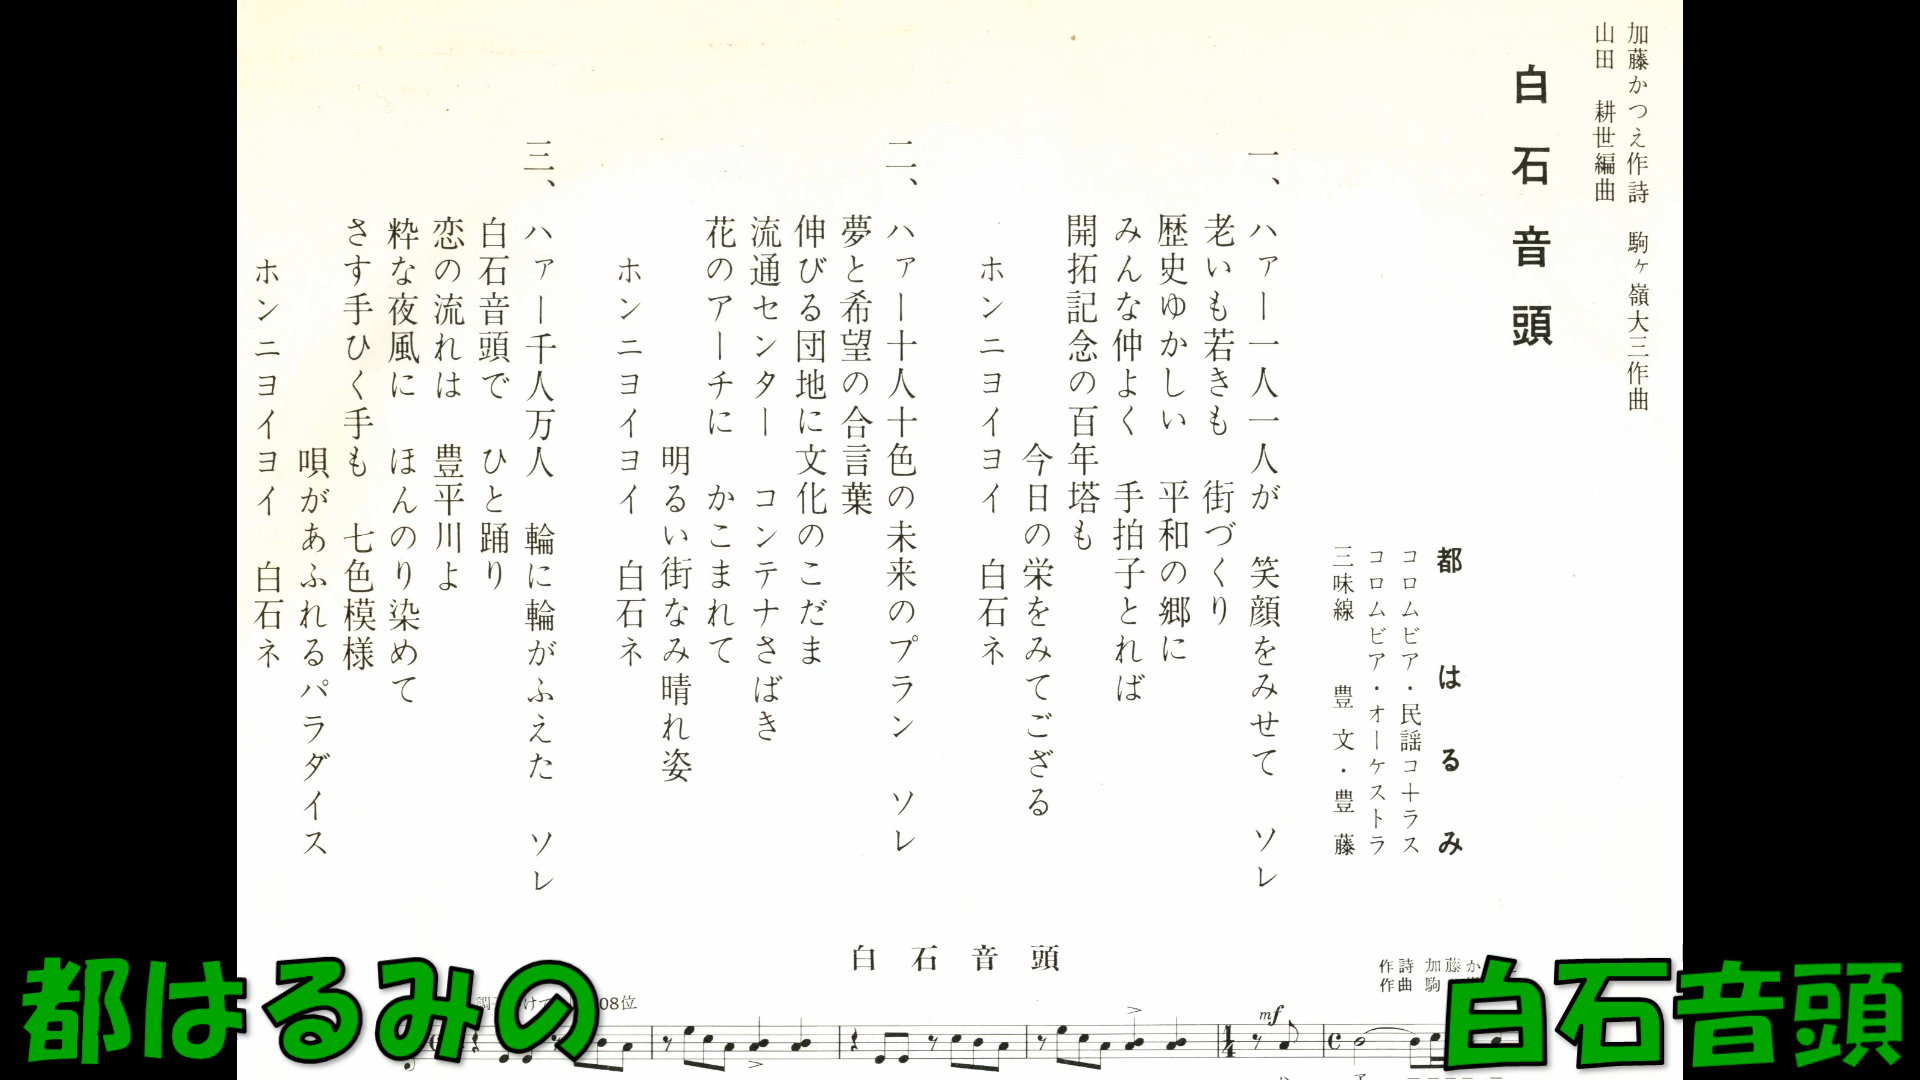 加藤かつえ作詩　駒ヶ嶺大三作曲
山田　耕世編曲
白石音頭
都はるみ
コロムビア・民謡コーラス
コロムビア・オーケストラ
三味線　豊文・豊藤
一、ハァー一人一人が　笑顔をみせて　ソレ
老いも若きも　街づくり
歴史ゆかしい　平和の郷に
みんな仲よく　手拍子とれば
開拓記念の百年塔も
今日の栄をみてござる
ホンニヨイヨイ　白石ネ
二、ハァー十人十色の未来のプラン　ソレ
夢と希望の合言葉
伸びる団地に文化のこだま
流通センター　コンテナさばき
花のアーチに　かこまれて
明るい街なみ晴れ姿
ホンニヨイヨイ　白石ネ
三、ハァー千人万人　輪に輪がふえた　ソレ
白石音頭で　ひと踊り
恋の流れは　豊平川よ
粋な夜風に　ほんのり染めて
さす手ひく手も　七色模様
唄があふれるパラダイス
ホンニヨイヨイ　白石ネ
白石音頭
作詩 加藤か
作曲 駒
08位
mf
都はるみの
白石音頭